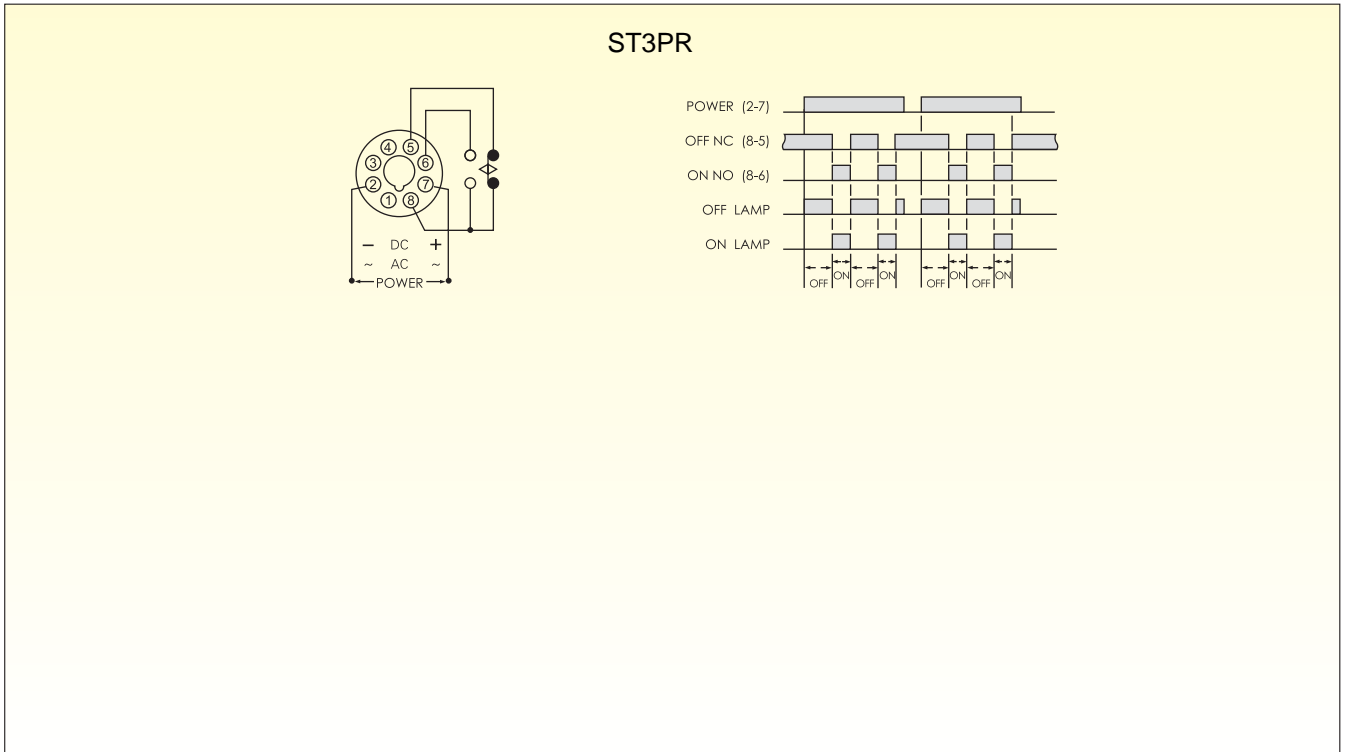 ST3PR
④ ⑤
③ ⑥
② ⑦
① ⑧
− DC +
~ AC ~
POWER
POWER (2-7)
OFF NC (8-5)
ON NO (8-6)
OFF LAMP
ON LAMP
OFF ON OFF ON OFF ON OFF ON